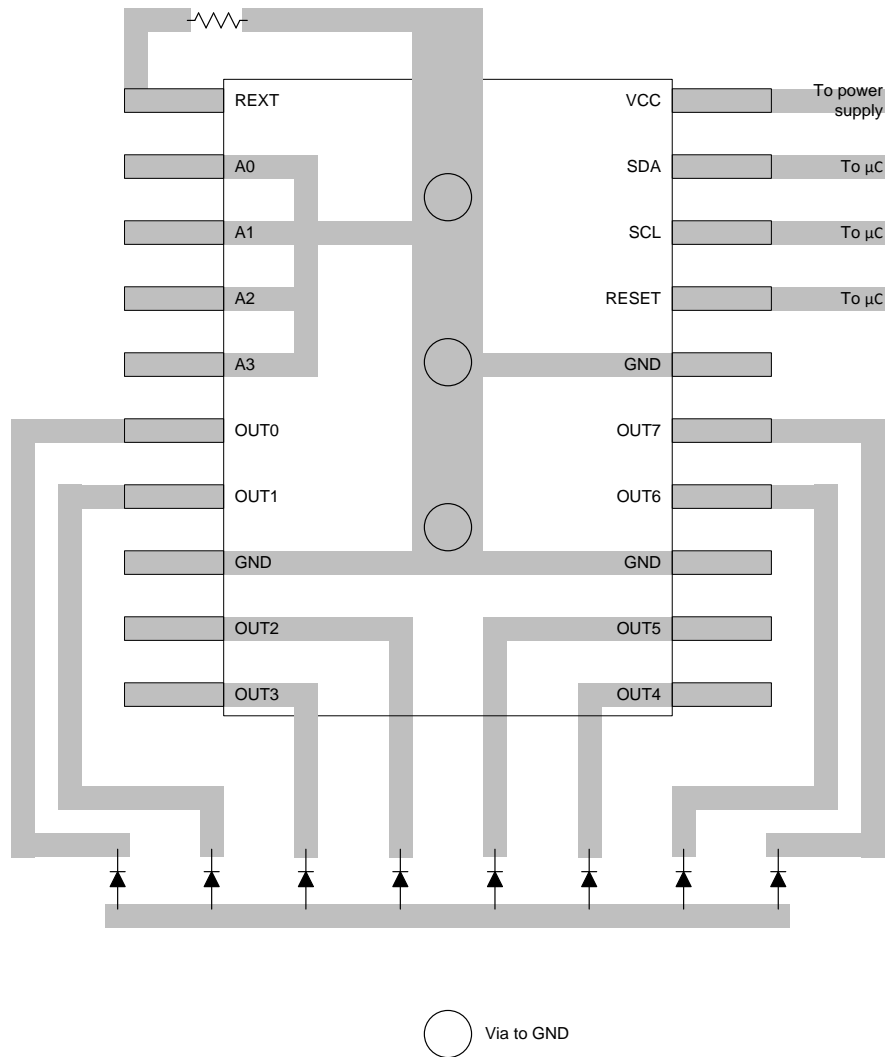 REXT
VCC
To power
supply
A0
SDA
To μC
A1
SCL
To μC
A2
RESET
To μC
A3
GND
OUT0
OUT7
OUT1
OUT6
GND
GND
OUT2
OUT5
OUT3
OUT4
Via to GND